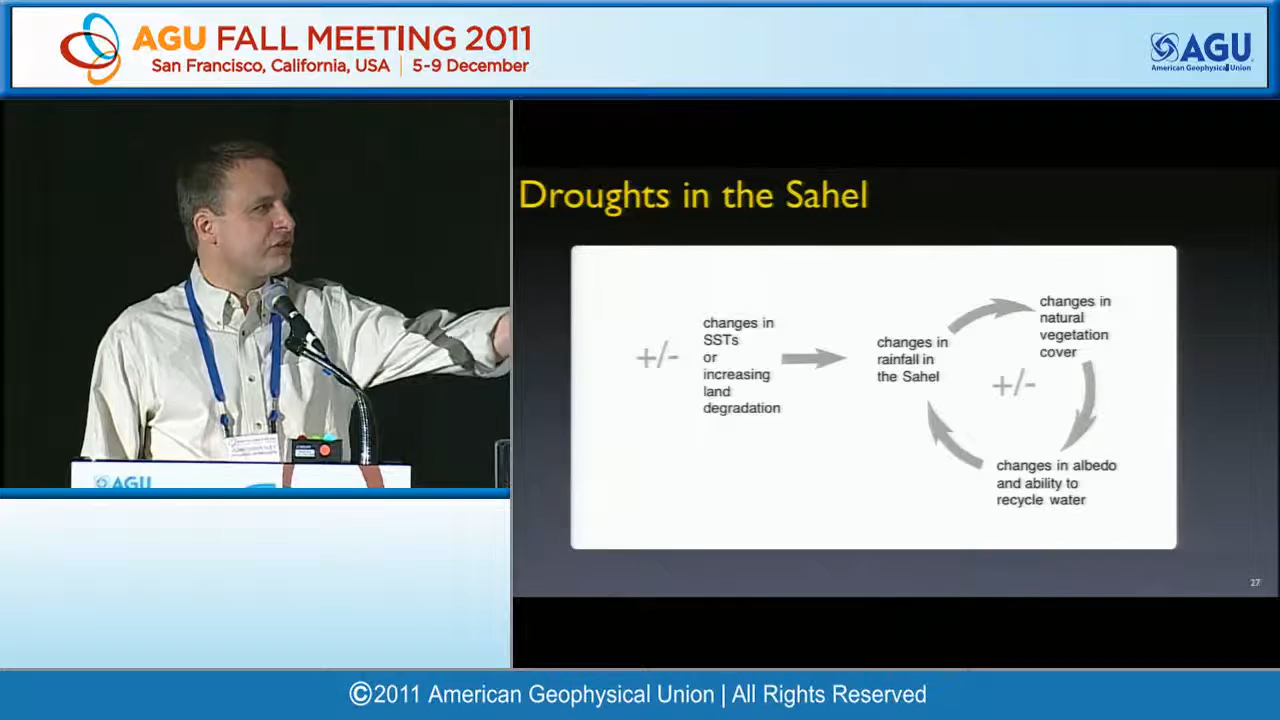 AGU FALL MEETING 2011
San Francisco, California, USA | 5-9 December
AGU
American Geophysical Union
Droughts in the Sahel
+/-
changes in
SSTs
or
increasing
land
degradation
changes in
rainfall in
the Sahel
changes in
natural
vegetation
cover
+/-
changes in albedo
and ability to
recycle water
27
AGU
©2011 American Geophysical Union | All Rights Reserved